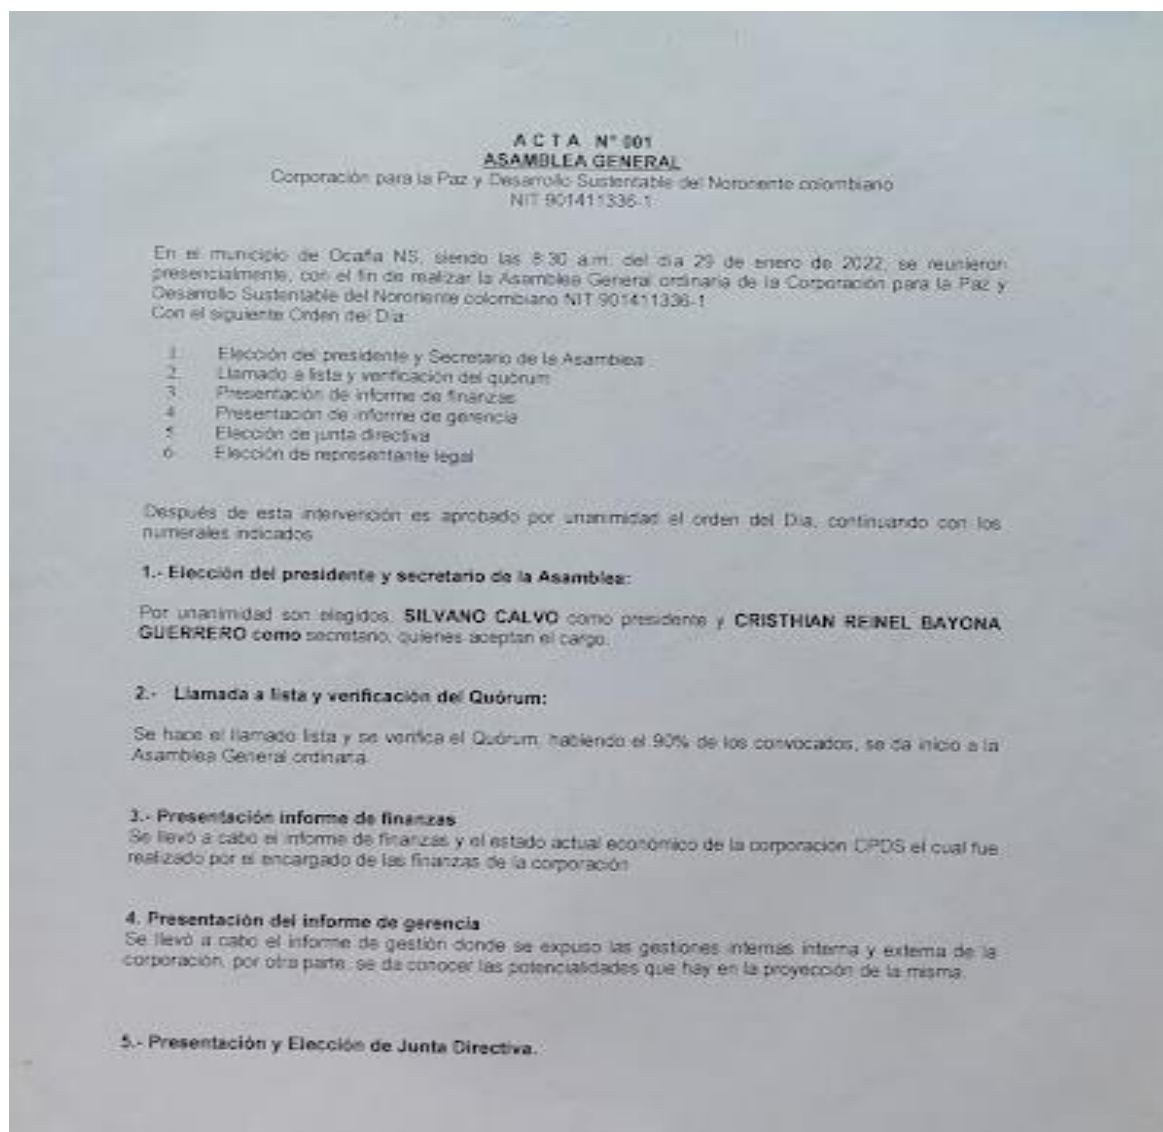 ACTA N° 001
ASAMBLEA GENERAL
Corporación para la Paz y Desarrollo Sustentable del Nororiente colombiano
NIT 901411336-1
En el municipio de Ocaña NS, siendo las 8:30 a.m. del día 29 de enero de 2022, se reunieron
presencialmente, con el fin de realizar la Asamblea General ordinaria de la Corporación para la Paz y
Desarrollo Sustentable del Nororiente colombiano NIT 901411336-1
Con el siguiente Orden del Día:
1. Elección del presidente y Secretario de la Asamblea
2. Llamado a lista y verificación del quórum
3. Presentación de informe de finanzas
4. Presentación de informe de gerencia
5. Elección de junta directiva
6. Elección de representante legal
Después de esta intervención es aprobado por unanimidad el orden del Día, continuando con los
numerales indicados
1.- Elección del presidente y secretario de la Asamblea:
Por unanimidad son elegidos, SILVANO CALVO como presidente y CRISTHIAN REINEL BAYONA
GUERRERO como secretario, quienes aceptan el cargo.
2.- Llamada a lista y verificación del Quórum:
Se hace el llamado lista y se verifica el Quórum, habiendo el 90% de los convocados, se da inicio a la
Asamblea General ordinaria.
3.- Presentación informe de finanzas
Se llevó a cabo el informe de finanzas y el estado actual económico de la corporación CPDS el cual fue
realizado por el encargado de las finanzas de la corporación
4. Presentación del informe de gerencia
Se llevó a cabo el informe de gestión donde se expuso las gestiones internas interna y externa de la
corporación, por otra parte, se da conocer las potencialidades que hay en la proyección de la misma.
5.- Presentación y Elección de Junta Directiva.